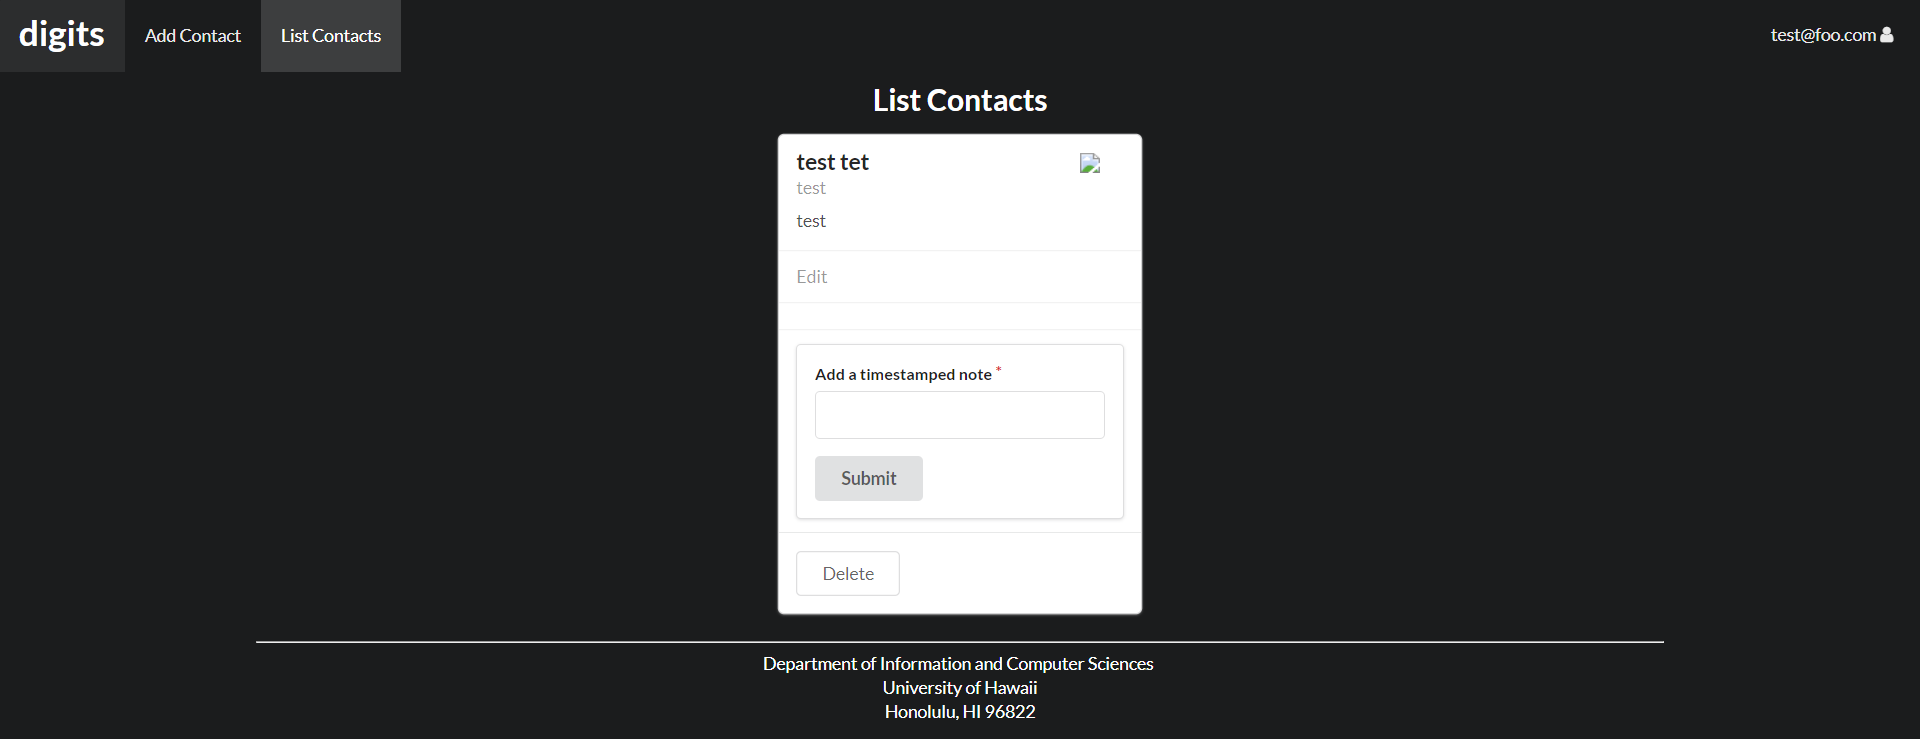 digits
Add Contact
List Contacts
test@foo.com
List Contacts
test tet
test
test
Edit
Add a timestamped note *
Submit
Delete
Department of Information and Computer Sciences
University of Hawaii
Honolulu, HI 96822